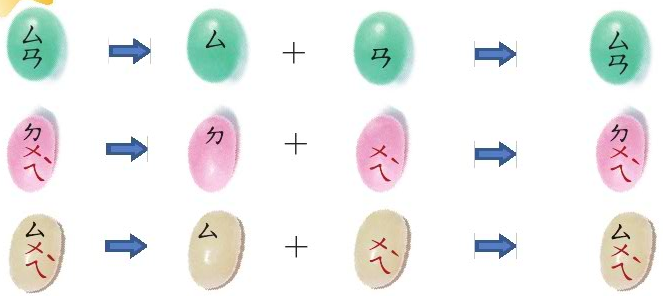 ㄙㄢ ㄙ + ㄢ ㄙㄢ
ㄉㄨㄟˋ ㄉ + ㄨㄟˋ ㄉㄨㄟˋ
ㄙㄨㄟˋ ㄙ + ㄨㄟˋ ㄙㄨㄟˋ